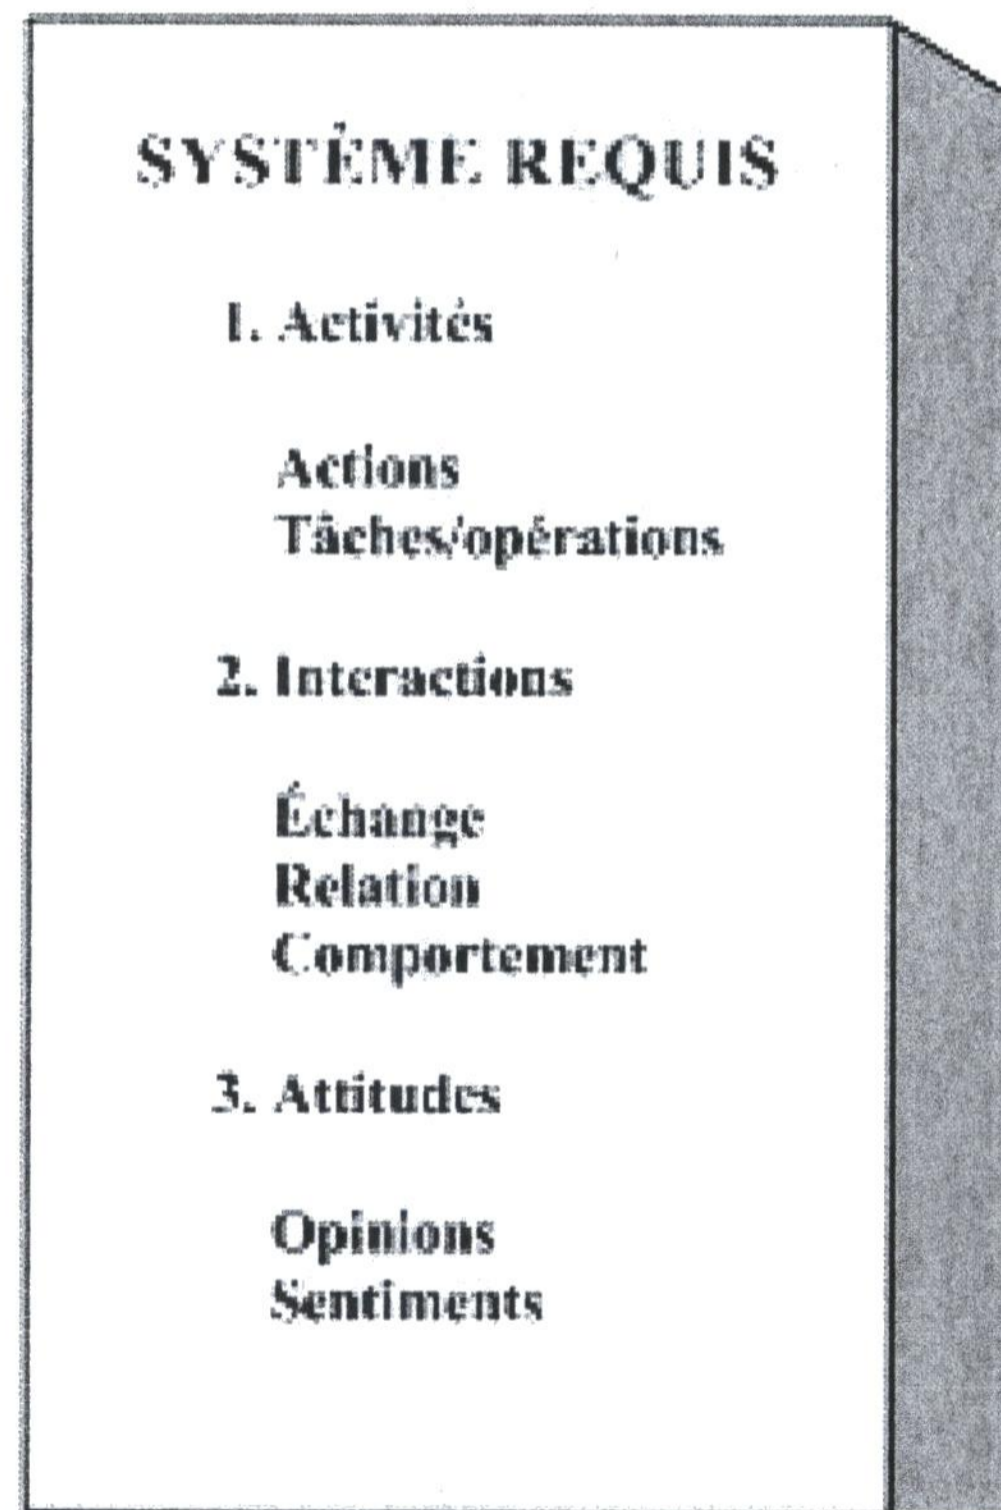 SYSTÈME REQUIS
1. Activités
Actions
Tâches/opérations
2. Interactions
Échange
Relation
Comportement
3. Attitudes
Opinions
Sentiments